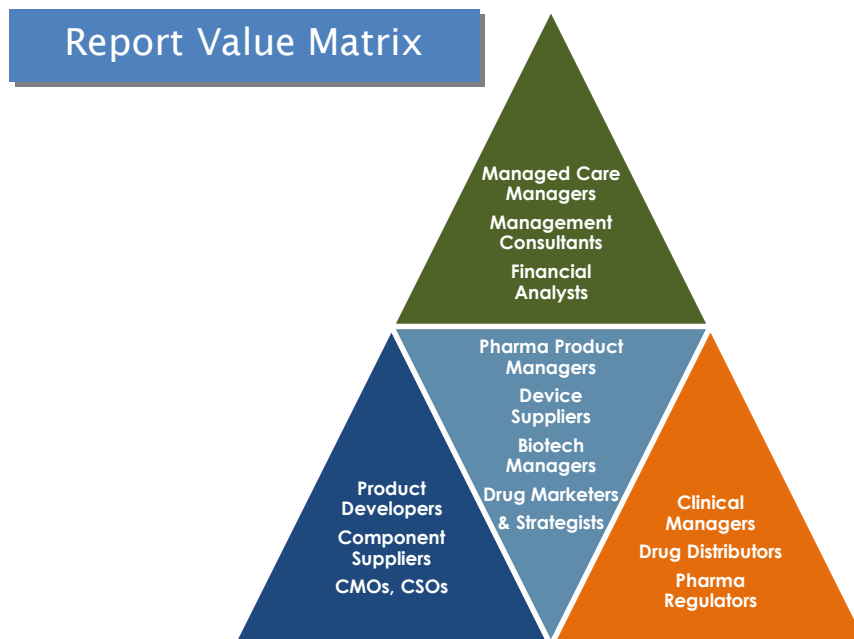 Report Value Matrix
Managed Care
Managers
Management
Consultants
Financial
Analysts
Pharma Product
Managers
Device
Suppliers
Biotech
Managers
Drug Marketers
& Strategists
Product
Developers
Component
Suppliers
CMOs, CSOs
Clinical
Managers
Drug Distributors
Pharma
Regulators